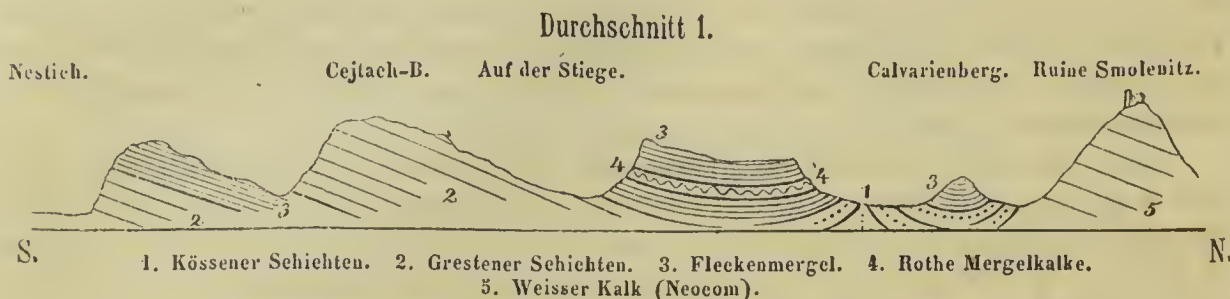 Durchschnitt 1.
Nestich. Cejtach-B. Auf der Stiege. Calvarienberg. Ruine Smolenitz.
3 4 4 1 3 2 3 2 5
S. N.
1. Kössener Schichten. 2. Grestener Schichten. 3. Fleckenmergel. 4. Rothe Mergelkalke.
5. Weisser Kalk (Neocom).